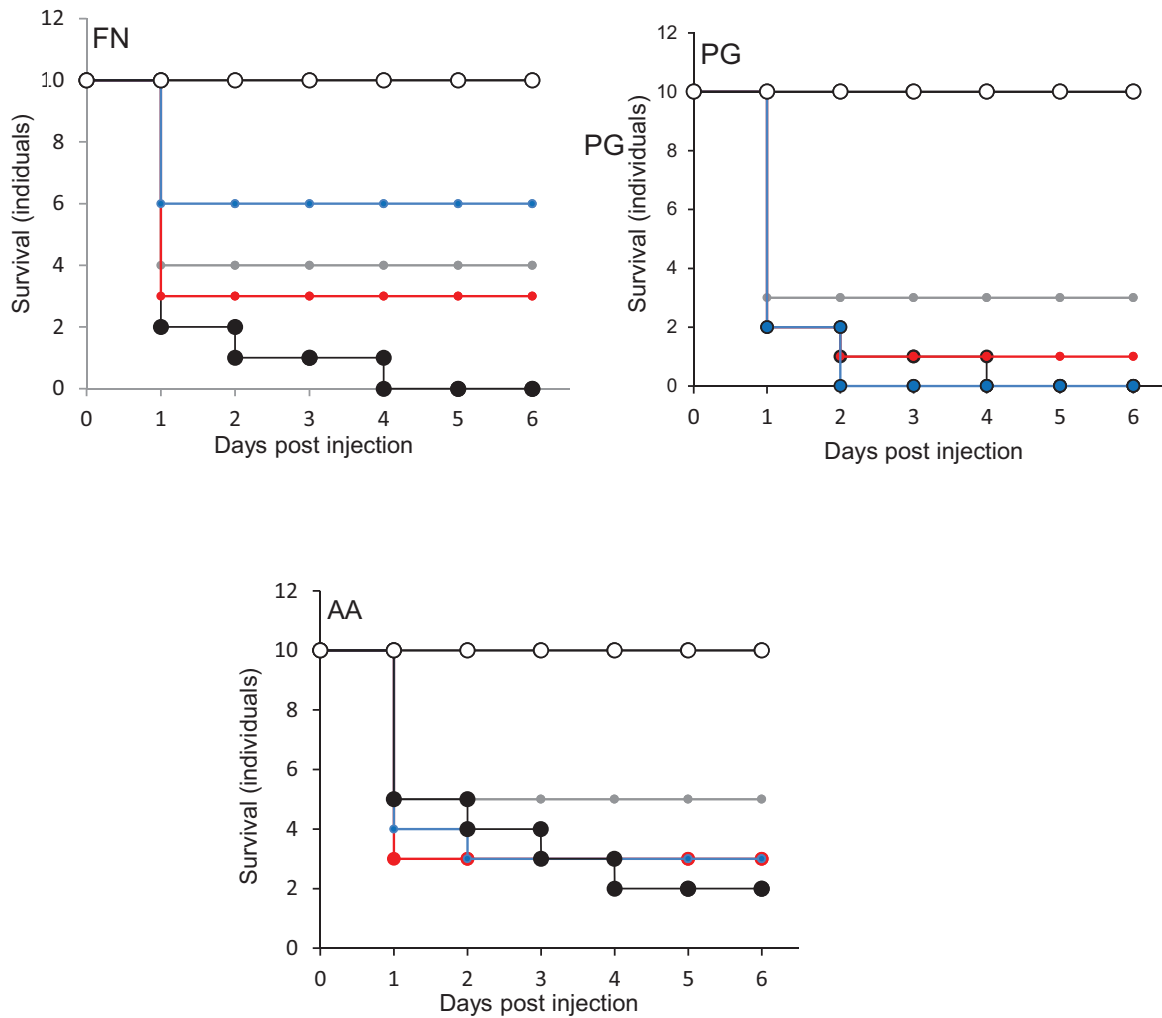 FN
12
10
8
6
4
2
0
Survival (indiduals)
0 1 2 3 4 5 6
Days post injection
PG
PG
12
10
8
6
4
2
0
Survival (individuals)
0 1 2 3 4 5 6
Days post injection
AA
12
10
8
6
4
2
0
Survival (individuals)
0 1 2 3 4 5 6
Days post injection